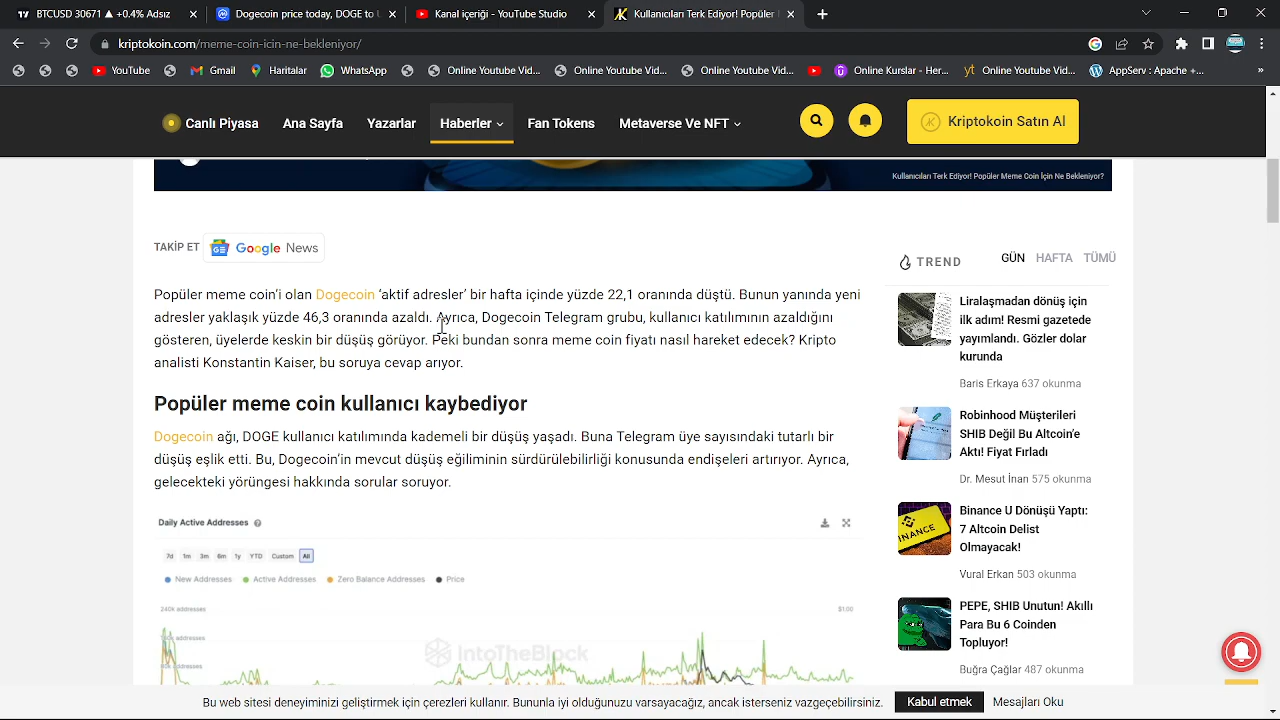 BTCUSD 30671.00 ▲
Dogecoin, DOGE to U
Kanal içeriği - YouTube Studio
Kullanıcıları Terk Ediyor! Popüler I
kriptokoin.com/meme-coin-icin-ne-bekleniyor/
YouTube
Gmail
Haritalar
WhatsApp
Online Youtube Vid...
Online Youtube Vid...
Online Youtube Vid...
Online Gerçek Zam...
AppServ : Apache +...
»
Canlı Piyasa
Ana Sayfa
Yazarlar
Haberler
Fan Tokens
Metaverse Ve NFT
Kriptokoin Satın Al
Kullanıcıları Terk Ediyor! Popüler Meme Coin İçin Ne Bekleniyor?
TAKİP ET
Google News
Popüler meme coin’i olan Dogecoin ‘aktif adresler’ bir hafta içinde yüzde 22,1 oranında düşü. Bunun yanında yeni
adresler yaklaşık yüzde 46,3 oranında azaldı. Ayrıca, Dogecoin Telegram grubu, kullanıcı katılımının azaldığını
gösteren, üyelerde keskin bir düşüş görüyor. Peki bundan sonra meme coin fiyatı nasıl hareket edecek? Kripto
analisti Konstantin Kaiser, bu soruya cevap arıyor.
Popüler meme coin kullanıcı kaybediyor
Dogecoin ağı, DOGE kullanıcı katılımında kademeli bir düşüş yaşadı. Buna Telegram üye sayısındaki tutarlı bir
düşüş eşlik etti. Bu, Dogecoin’in mevcut düşüş eğiliminin sürdürülebilirliği konusunda endişeleri artırıyor. Ayrıca,
gelecekteki yörüngesi hakkında sorular soruyor.
Daily Active Addresses
7d 1m 3m 6m 1y YTD Custom All
New Addresses Active Addresses Zero Balance Addresses Price
240k addresses
$1.00
160k addresses
80k addresses
IntoTheBlock
TREND
GÜN HAFTA TÜMÜ
Liralaşmadan dönüş için
ilk adım! Resmi gazetede
yayımlandı. Gözler dolar
kurunda
Baris Erkaya 637 okunma
Robinhood Müşterileri
SHIB Değil Bu Altcoin’e
Aktı! Fiyat Fırladı
Dr. Mesut İnan 575 okunma
BINANCE
Binance U Dönüşü Yaptı:
7 Altcoin Delist
Olmayacak!
Vural Erkan 503 okunma
PEPE, SHIB Unut: Akıllı
Para Bu 6 Coinden
Topluyor!
Buğra Çağlar 487 okunma
Bu web sitesi deneyiminizi geliştirmek için çerezleri kullanır. Bununla iyi olduğunuzu varsayacağız, ancak isterseniz vazgeçebilirsiniz.
Kabul etmek
Mesajları Oku